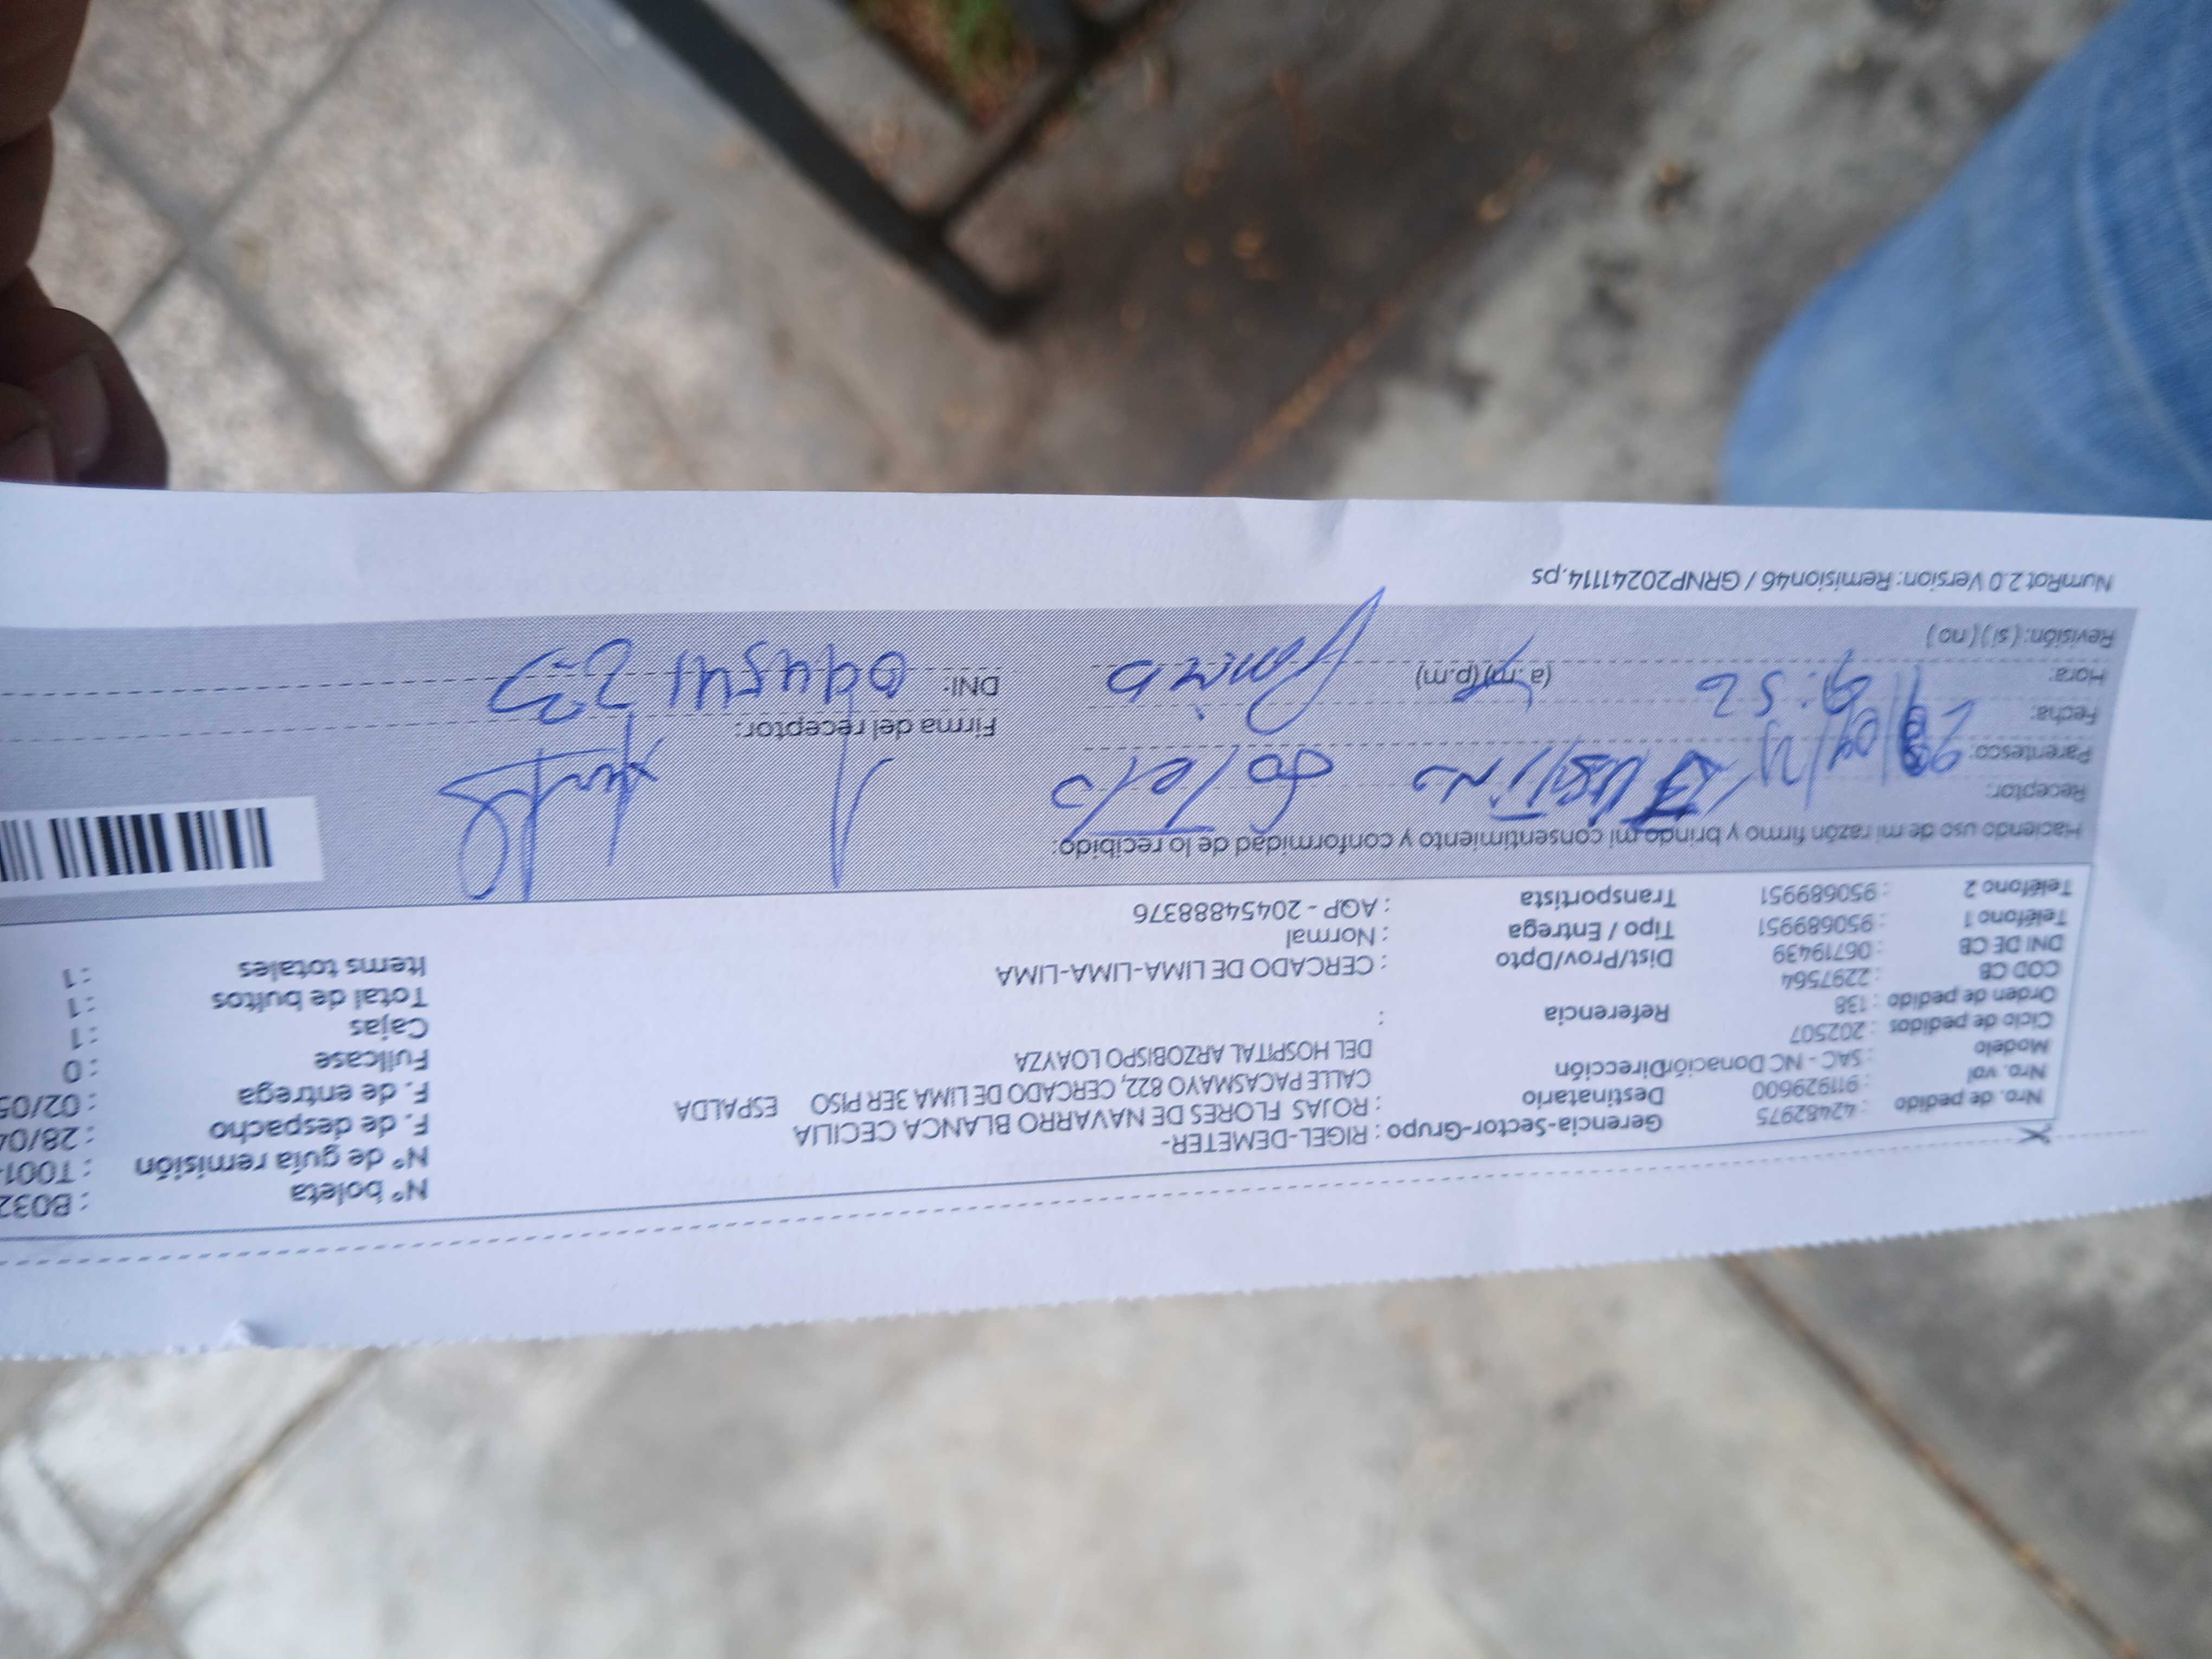 Nro. de pedido : 42482975
Nro. vol : 911929600
Modelo : SAC - NC Donación
Ciclo de pedidos : 202507
Orden de pedido : 138
COD CB : 2297564
DNI DE CB : 06719439
Teléfono 1 : 950689951
Teléfono 2 : 950689951
Gerencia-Sector-Grupo : RIGEL-DEMETER-
Destinatario : ROJAS FLORES DE NAVARRO BLANCA CECILIA
Dirección CALLE PACASMAYO 822, CERCADO DE LIMA 3ER PISO ESPALDA
DEL HOSPITAL ARZOBISPO LOAYZA
Referencia :
Dist/Prov/Dpto : CERCADO DE LIMA-LIMA-LIMA
Tipo / Entrega : Normal
Transportista : AQP - 20454888376
N° boleta : B032
N° de guía remisión : T001-
F. de despacho : 28/04
F. de entrega : 02/05
Fullcase : 0
Cajas : 1
Total de bultos : 1
Items totales : 1
Haciendo uso de mi razón firmo y brindo mi consentimiento y conformidad de lo recibido:
Receptor:
Parentesco:
Fecha:
Hora: 9:52 (a.m)(p.m)
Revisión: (si) (no)
Firma del receptor:
DNI:
NumRot 2.0 Version: Remision46 / GRNP20241114.ps